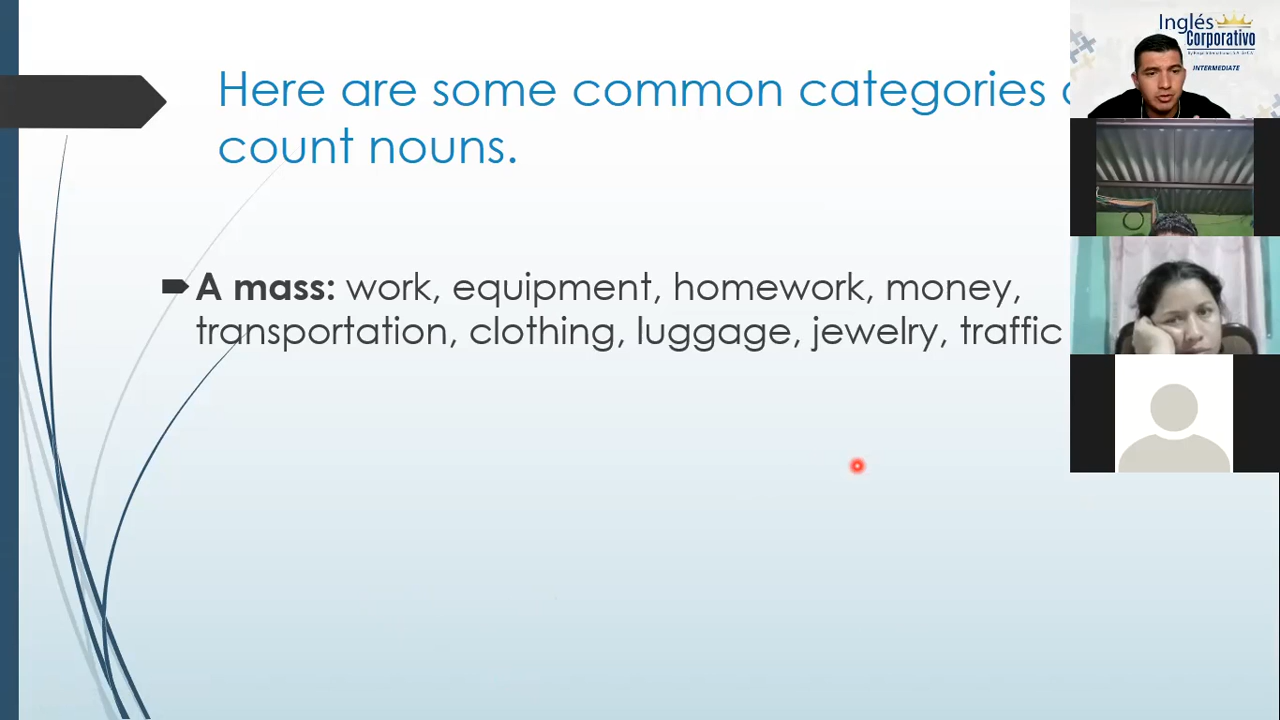 Here are some common categories
count nouns.
A mass: work, equipment, homework, money,
transportation, clothing, luggage, jewelry, traffic
Inglés
Corporativo
INTERMEDIATE